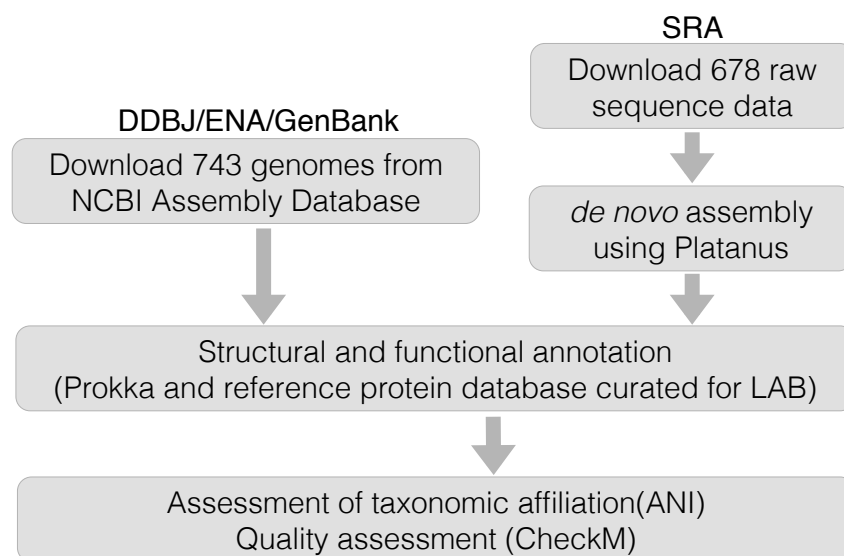 SRA
Download 678 raw
sequence data
DDBJ/ENA/GenBank
Download 743 genomes from
NCBI Assembly Database
de novo assembly
using Platanus
Structural and functional annotation
(Prokka and reference protein database curated for LAB)
Assessment of taxonomic affiliation(ANI)
Quality assessment (CheckM)